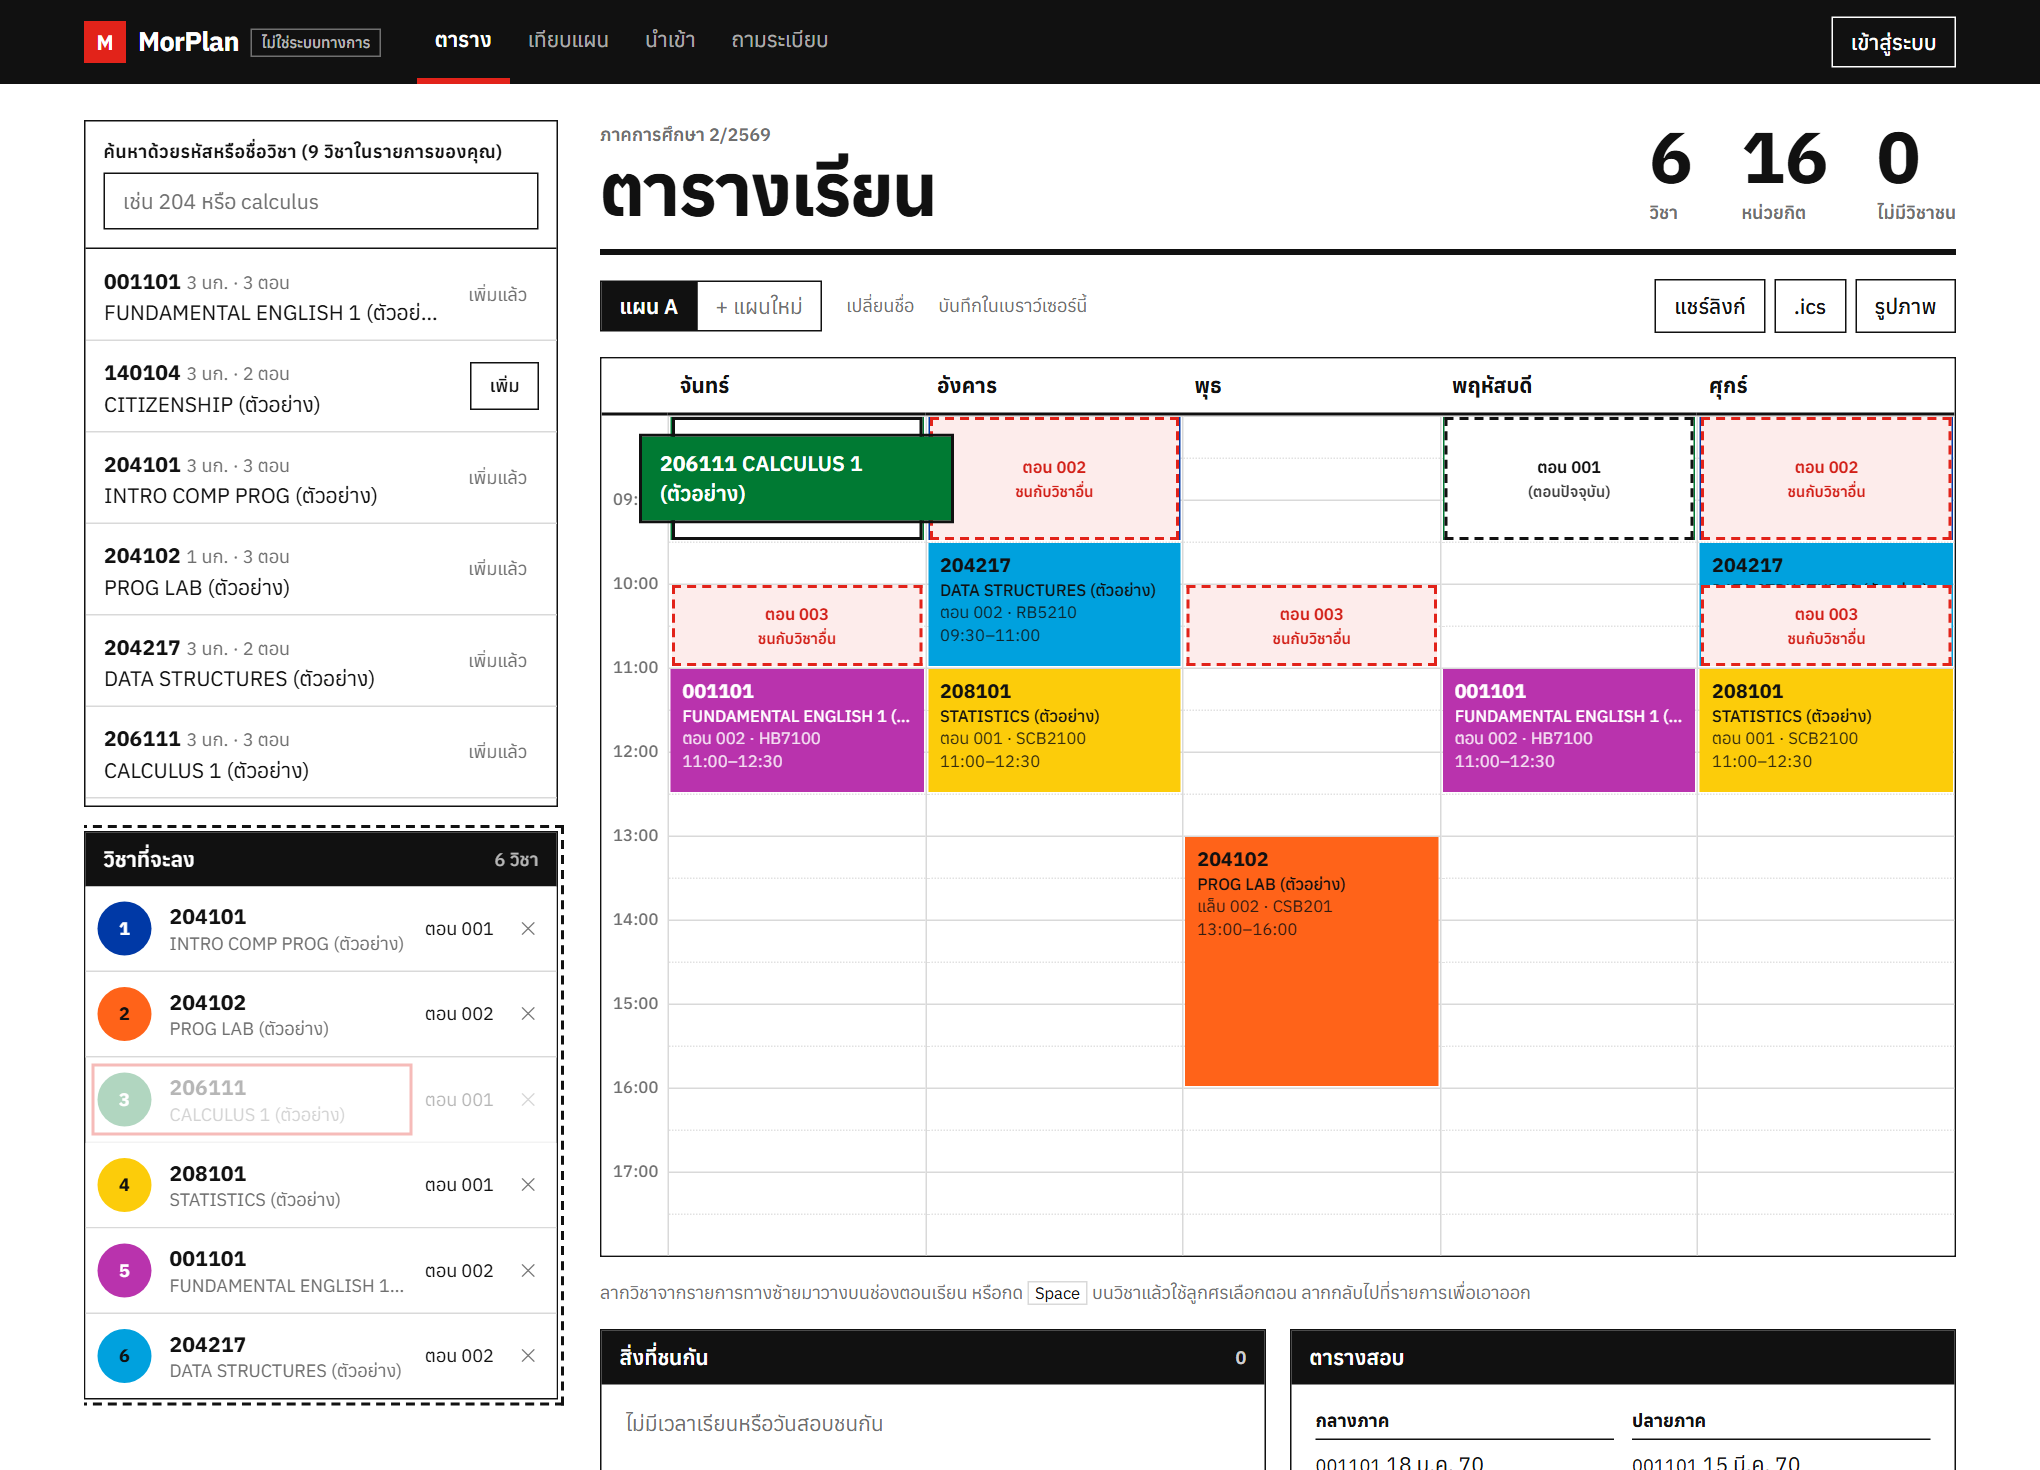 M MorPlan ไม่ใช่ระบบทางการ ตาราง เทียบแผน นำเข้า ถามระเบียบ เข้าสู่ระบบ
ค้นหาด้วยรหัสหรือชื่อวิชา (9 วิชาในรายการของคุณ)
เช่น 204 หรือ calculus
001101 3 นก. · 3 ตอน
FUNDAMENTAL ENGLISH 1 (ตัวอย่...
เพิ่มแล้ว
140104 3 นก. · 2 ตอน
CITIZENSHIP (ตัวอย่าง)
เพิ่ม
204101 3 นก. · 3 ตอน
INTRO COMP PROG (ตัวอย่าง)
เพิ่มแล้ว
204102 1 นก. · 3 ตอน
PROG LAB (ตัวอย่าง)
เพิ่มแล้ว
204217 3 นก. · 2 ตอน
DATA STRUCTURES (ตัวอย่าง)
เพิ่มแล้ว
206111 3 นก. · 3 ตอน
CALCULUS 1 (ตัวอย่าง)
เพิ่มแล้ว
วิชาที่จะลง 6 วิชา
1 204101
INTRO COMP PROG (ตัวอย่าง)
ตอน 001 ×
2 204102
PROG LAB (ตัวอย่าง)
ตอน 002 ×
3 206111
CALCULUS 1 (ตัวอย่าง)
ตอน 001 ×
4 208101
STATISTICS (ตัวอย่าง)
ตอน 001 ×
5 001101
FUNDAMENTAL ENGLISH 1...
ตอน 002 ×
6 204217
DATA STRUCTURES (ตัวอย่าง)
ตอน 002 ×
ภาคการศึกษา 2/2569
ตารางเรียน
6 วิชา
16 หน่วยกิต
0 ไม่มีวิชาชน
แผน A + แผนใหม่ เปลี่ยนชื่อ บันทึกในเบราว์เซอร์นี้ แชร์ลิงก์ .ics รูปภาพ
จันทร์ อังคาร พุธ พฤหัสบดี ศุกร์
09:
10:00
11:00
12:00
13:00
14:00
15:00
16:00
17:00
206111 CALCULUS 1
(ตัวอย่าง)
ตอน 003
ชนกับวิชาอื่น
001101
FUNDAMENTAL ENGLISH 1 (...
ตอน 002 · HB7100
11:00–12:30
ตอน 002
ชนกับวิชาอื่น
204217
DATA STRUCTURES (ตัวอย่าง)
ตอน 002 · RB5210
09:30–11:00
208101
STATISTICS (ตัวอย่าง)
ตอน 001 · SCB2100
11:00–12:30
ตอน 003
ชนกับวิชาอื่น
204102
PROG LAB (ตัวอย่าง)
แล็บ 002 · CSB201
13:00–16:00
ตอน 001
(ตอนปัจจุบัน)
001101
FUNDAMENTAL ENGLISH 1 (...
ตอน 002 · HB7100
11:00–12:30
ตอน 002
ชนกับวิชาอื่น
204217
ตอน 003
ชนกับวิชาอื่น
208101
STATISTICS (ตัวอย่าง)
ตอน 001 · SCB2100
11:00–12:30
ลากวิชาจากรายการทางซ้ายมาวางบนช่องตอนเรียน หรือกด Space บนวิชาแล้วใช้ลูกศรเลือกตอน ลากกลับไปที่รายการเพื่อเอาออก
สิ่งที่ชนกัน 0
ไม่มีเวลาเรียนหรือวันสอบชนกัน
ตารางสอบ
กลางภาค
001101 18 ม.ค. 70
ปลายภาค
001101 15 มี.ค. 70